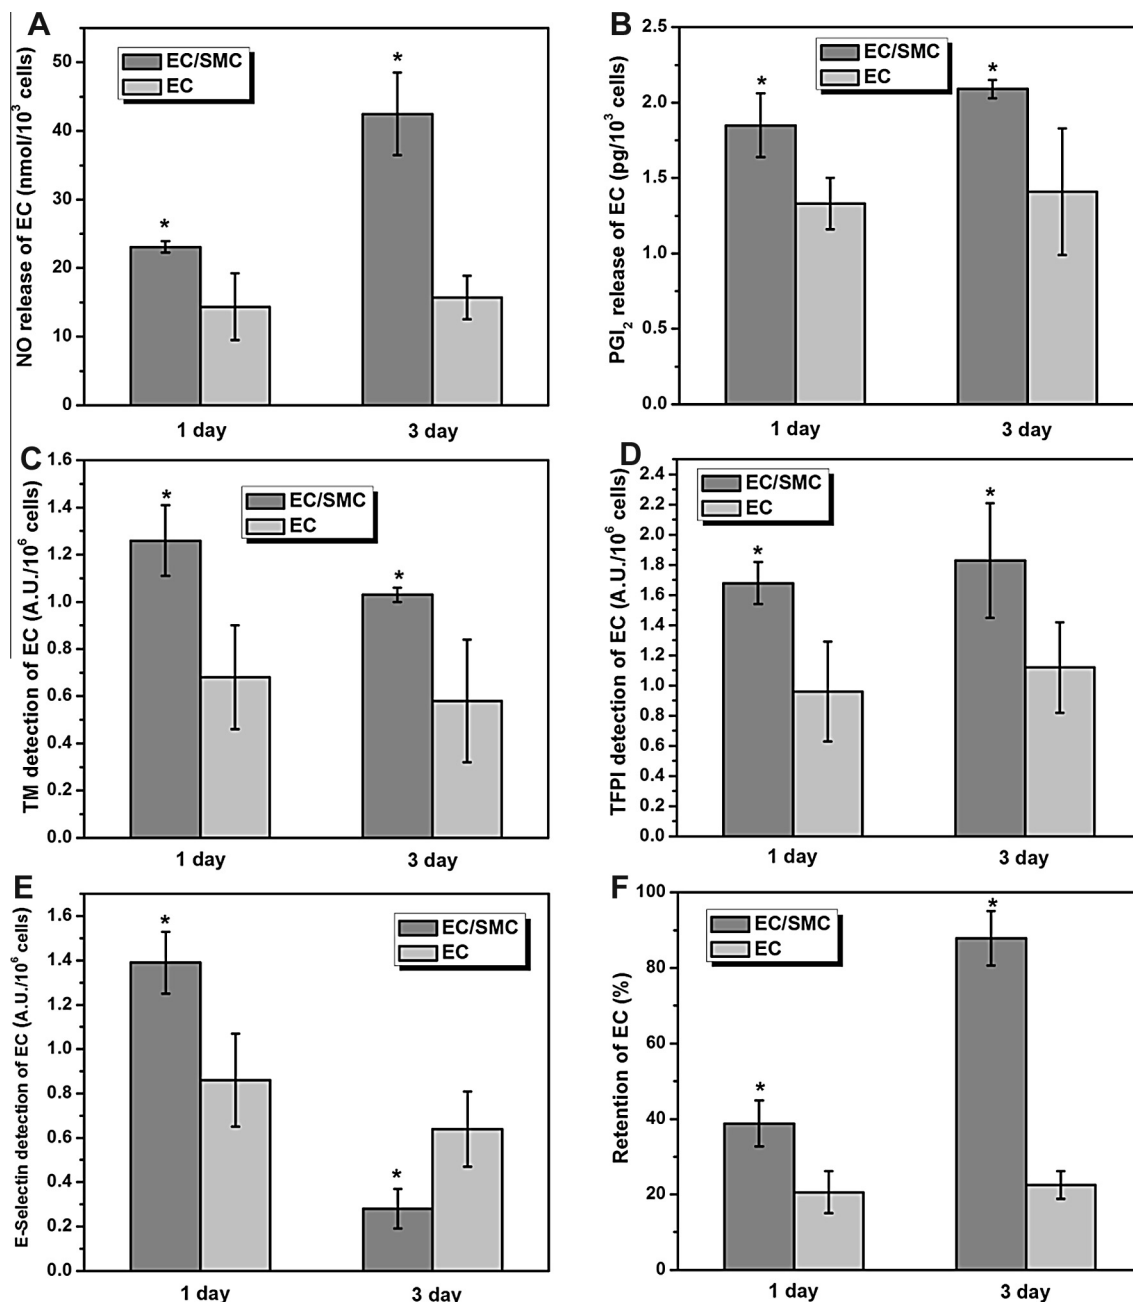 A
NO release of EC (nmol/10³ cells)
50
40
30
20
10
0
*
*
EC/SMC
EC
1 day
3 day
B
PGI₂ release of EC (pg/10³ cells)
2.5
2.0
1.5
1.0
0.5
0.0
*
*
EC/SMC
EC
1 day
3 day
C
TM detection of EC (A.U./10⁶ cells)
1.6
1.4
1.2
1.0
0.8
0.6
0.4
0.2
0.0
*
*
EC/SMC
EC
1 day
3 day
D
TFPI detection of EC (A.U./10⁶ cells)
2.4
2.2
2.0
1.8
1.6
1.4
1.2
1.0
0.8
0.6
0.4
0.2
0.0
*
*
EC/SMC
EC
1 day
3 day
E
E-Selectin detection of EC (A.U./10⁶ cells)
1.6
1.4
1.2
1.0
0.8
0.6
0.4
0.2
0.0
*
*
EC/SMC
EC
1 day
3 day
F
Retention of EC (%)
100
80
60
40
20
0
*
*
EC/SMC
EC
1 day
3 day